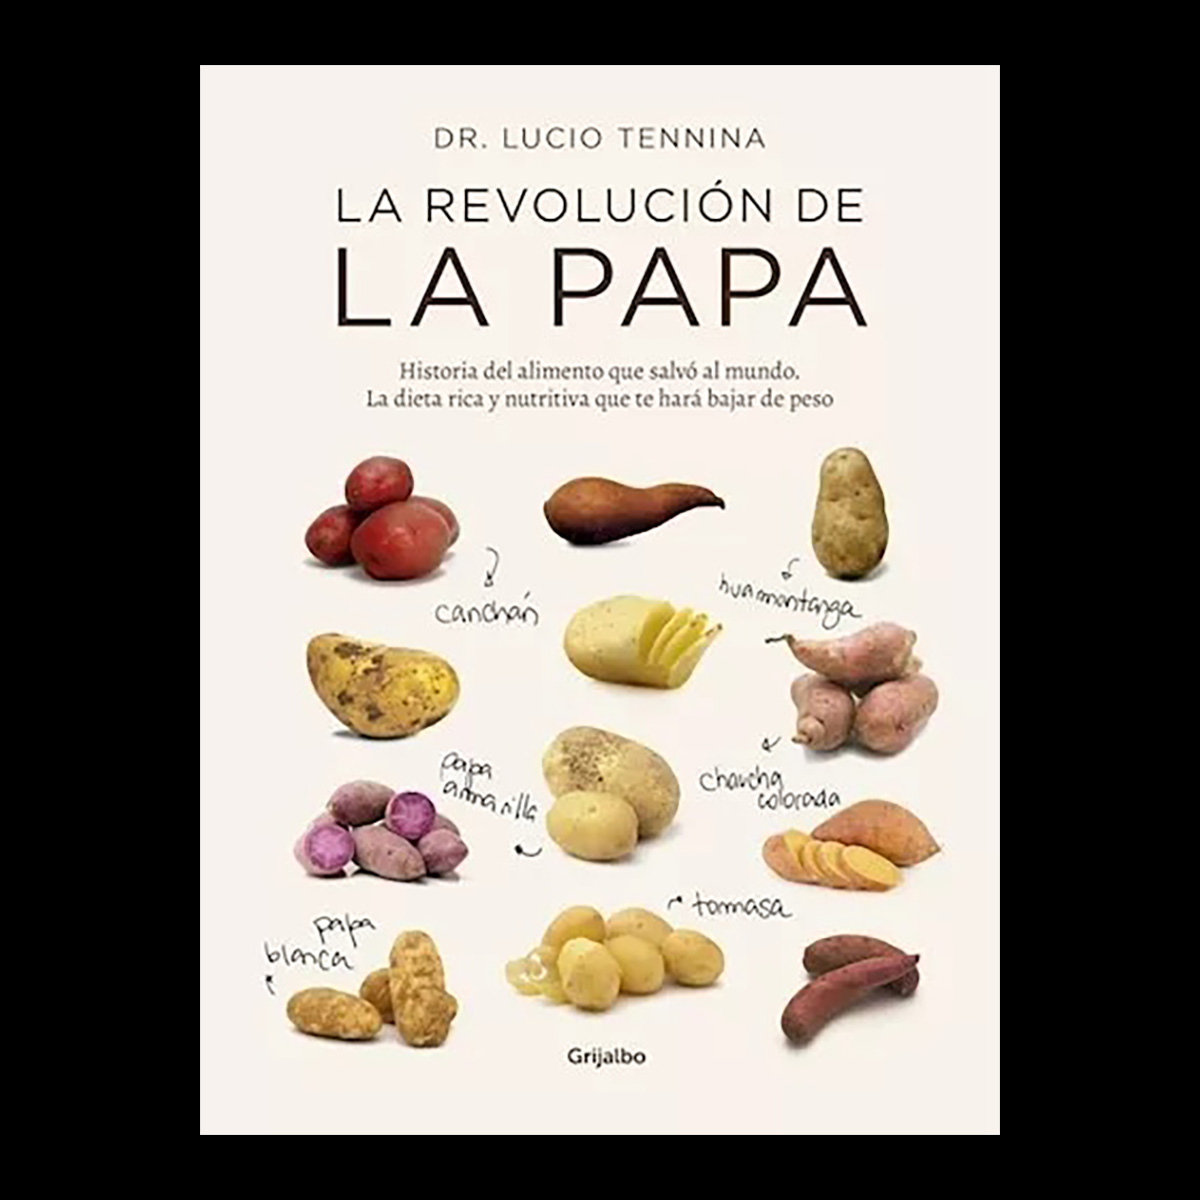 DR. LUCIO TENNINA
LA REVOLUCIÓN DE
LA PAPA
Historia del alimento que salvó al mundo.
La dieta rica y nutritiva que te hará bajar de peso
canchán
huamantanga
papa
amarilla
chaucha
colorada
tomasa
papa
blanca
Grijalbo